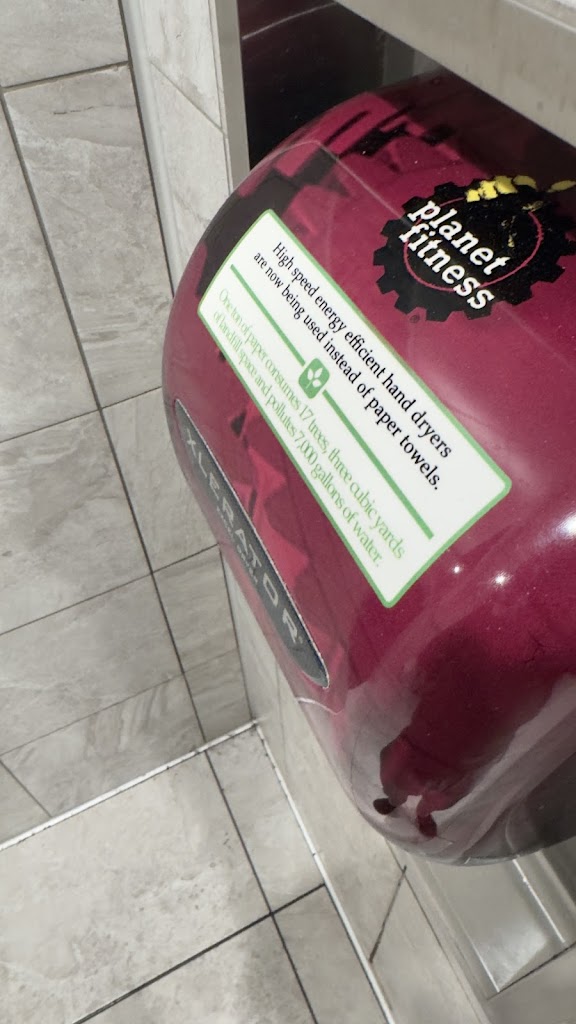 planet
fitness
High speed energy efficient hand dryers
are now being used instead of paper towels.
One ton of paper consumes 17 trees, three cubic yards
of landfill space and pollutes 7,000 gallons of water.
XLERATOR®